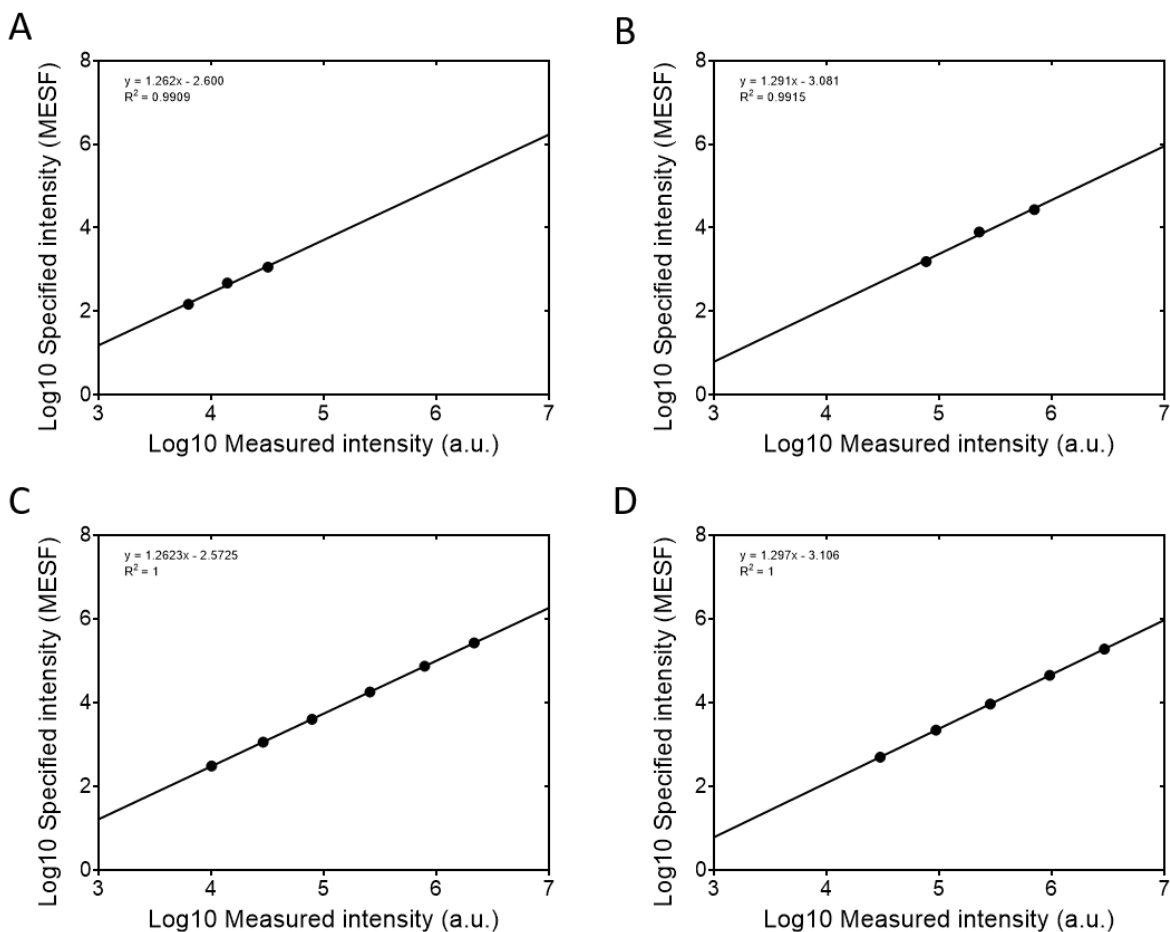 A
y = 1.262x - 2.600
R² = 0.9909
Log10 Specified intensity (MESF)
8
6
4
2
0
3 4 5 6 7
Log10 Measured intensity (a.u.)
B
y = 1.291x - 3.081
R² = 0.9915
Log10 Specified intensity (MESF)
8
6
4
2
0
3 4 5 6 7
Log10 Measured intensity (a.u.)
C
y = 1.2623x - 2.5725
R² = 1
Log10 Specified intensity (MESF)
8
6
4
2
0
3 4 5 6 7
Log10 Measured intensity (a.u.)
D
y = 1.297x - 3.106
R² = 1
Log10 Specified intensity (MESF)
8
6
4
2
0
3 4 5 6 7
Log10 Measured intensity (a.u.)